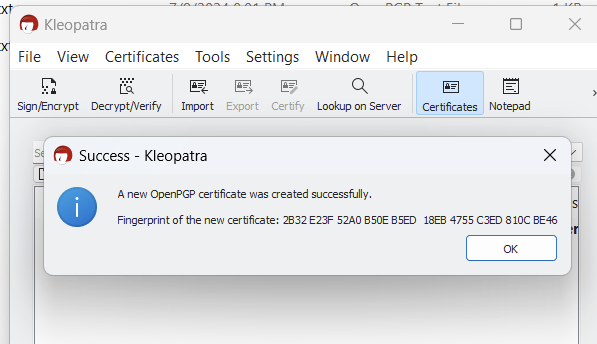 Kleopatra
File View Certificates Tools Settings Window Help
Sign/Encrypt Decrypt/Verify Import Export Certify Lookup on Server Certificates Notepad
Success - Kleopatra
A new OpenPGP certificate was created successfully.
Fingerprint of the new certificate: 2B32 E23F 52A0 B50E B5ED 18EB 4755 C3ED 810C BE46
OK